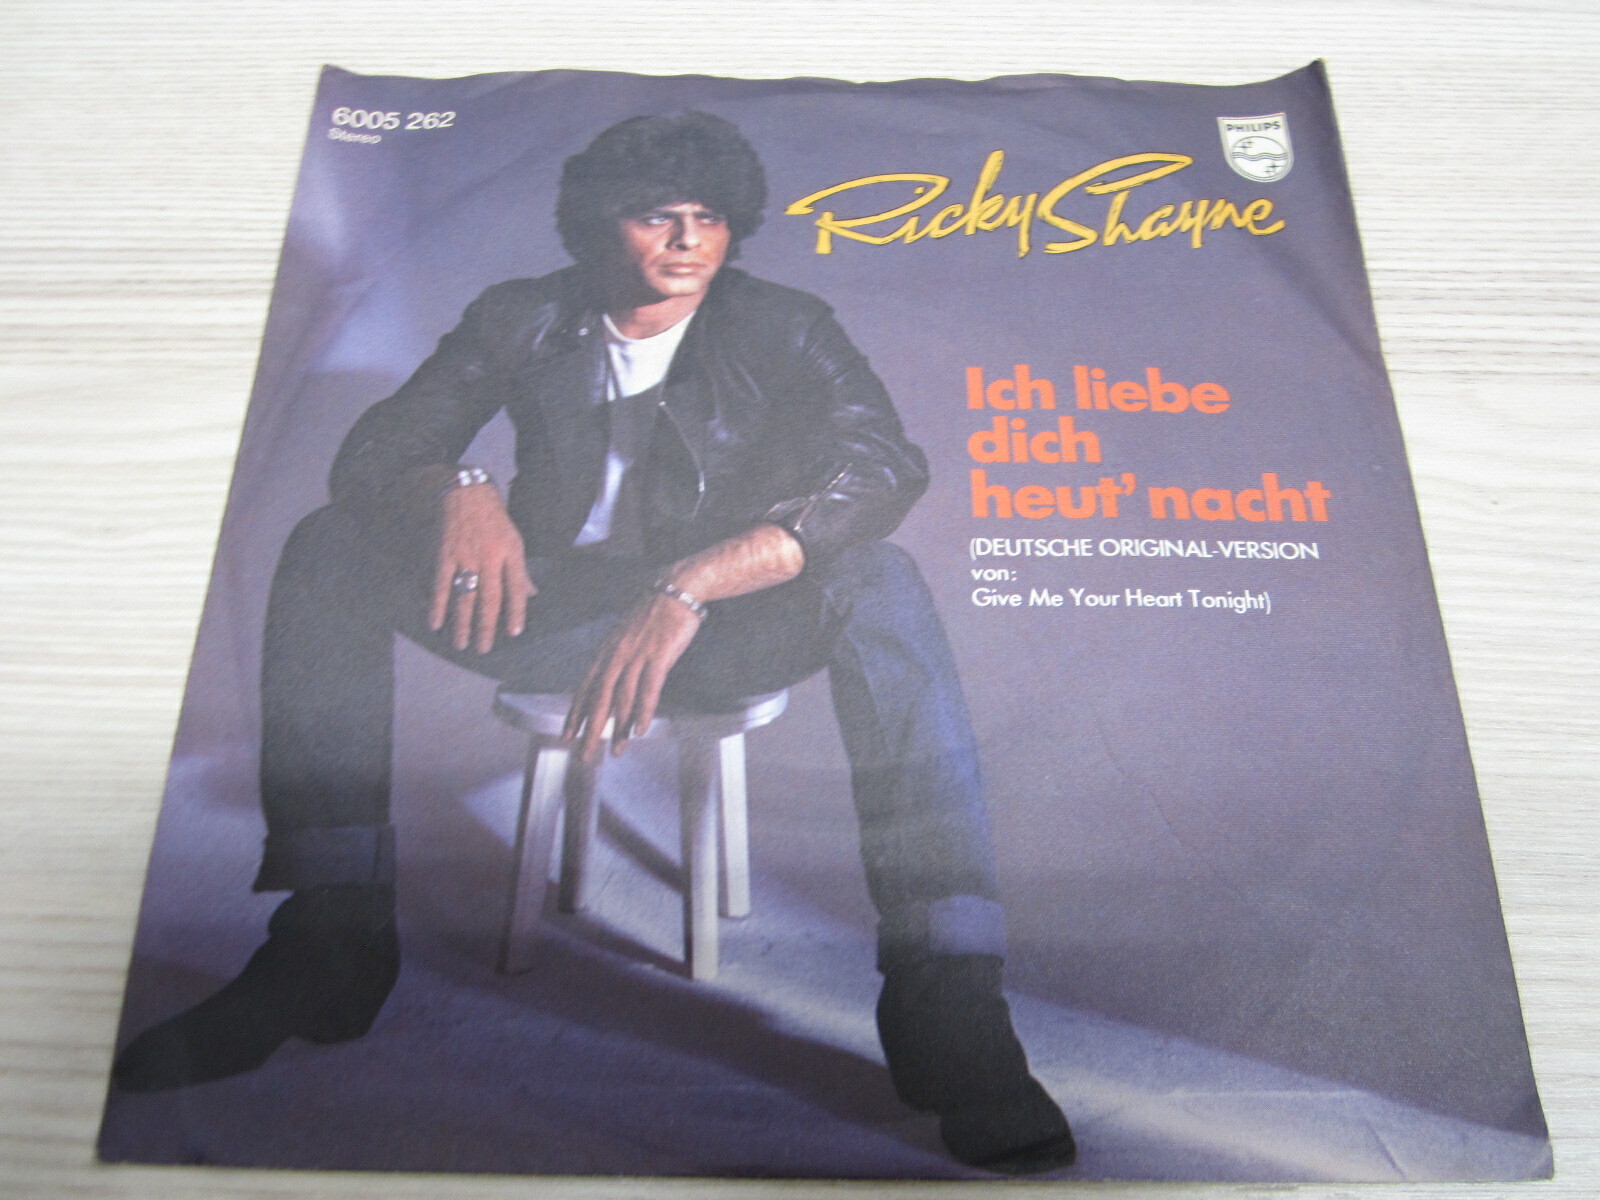 6005 262
Stereo
PHILIPS
Ricky Shayne
Ich liebe
dich
heut' nacht
(DEUTSCHE ORIGINAL-VERSION
von:
Give Me Your Heart Tonight)